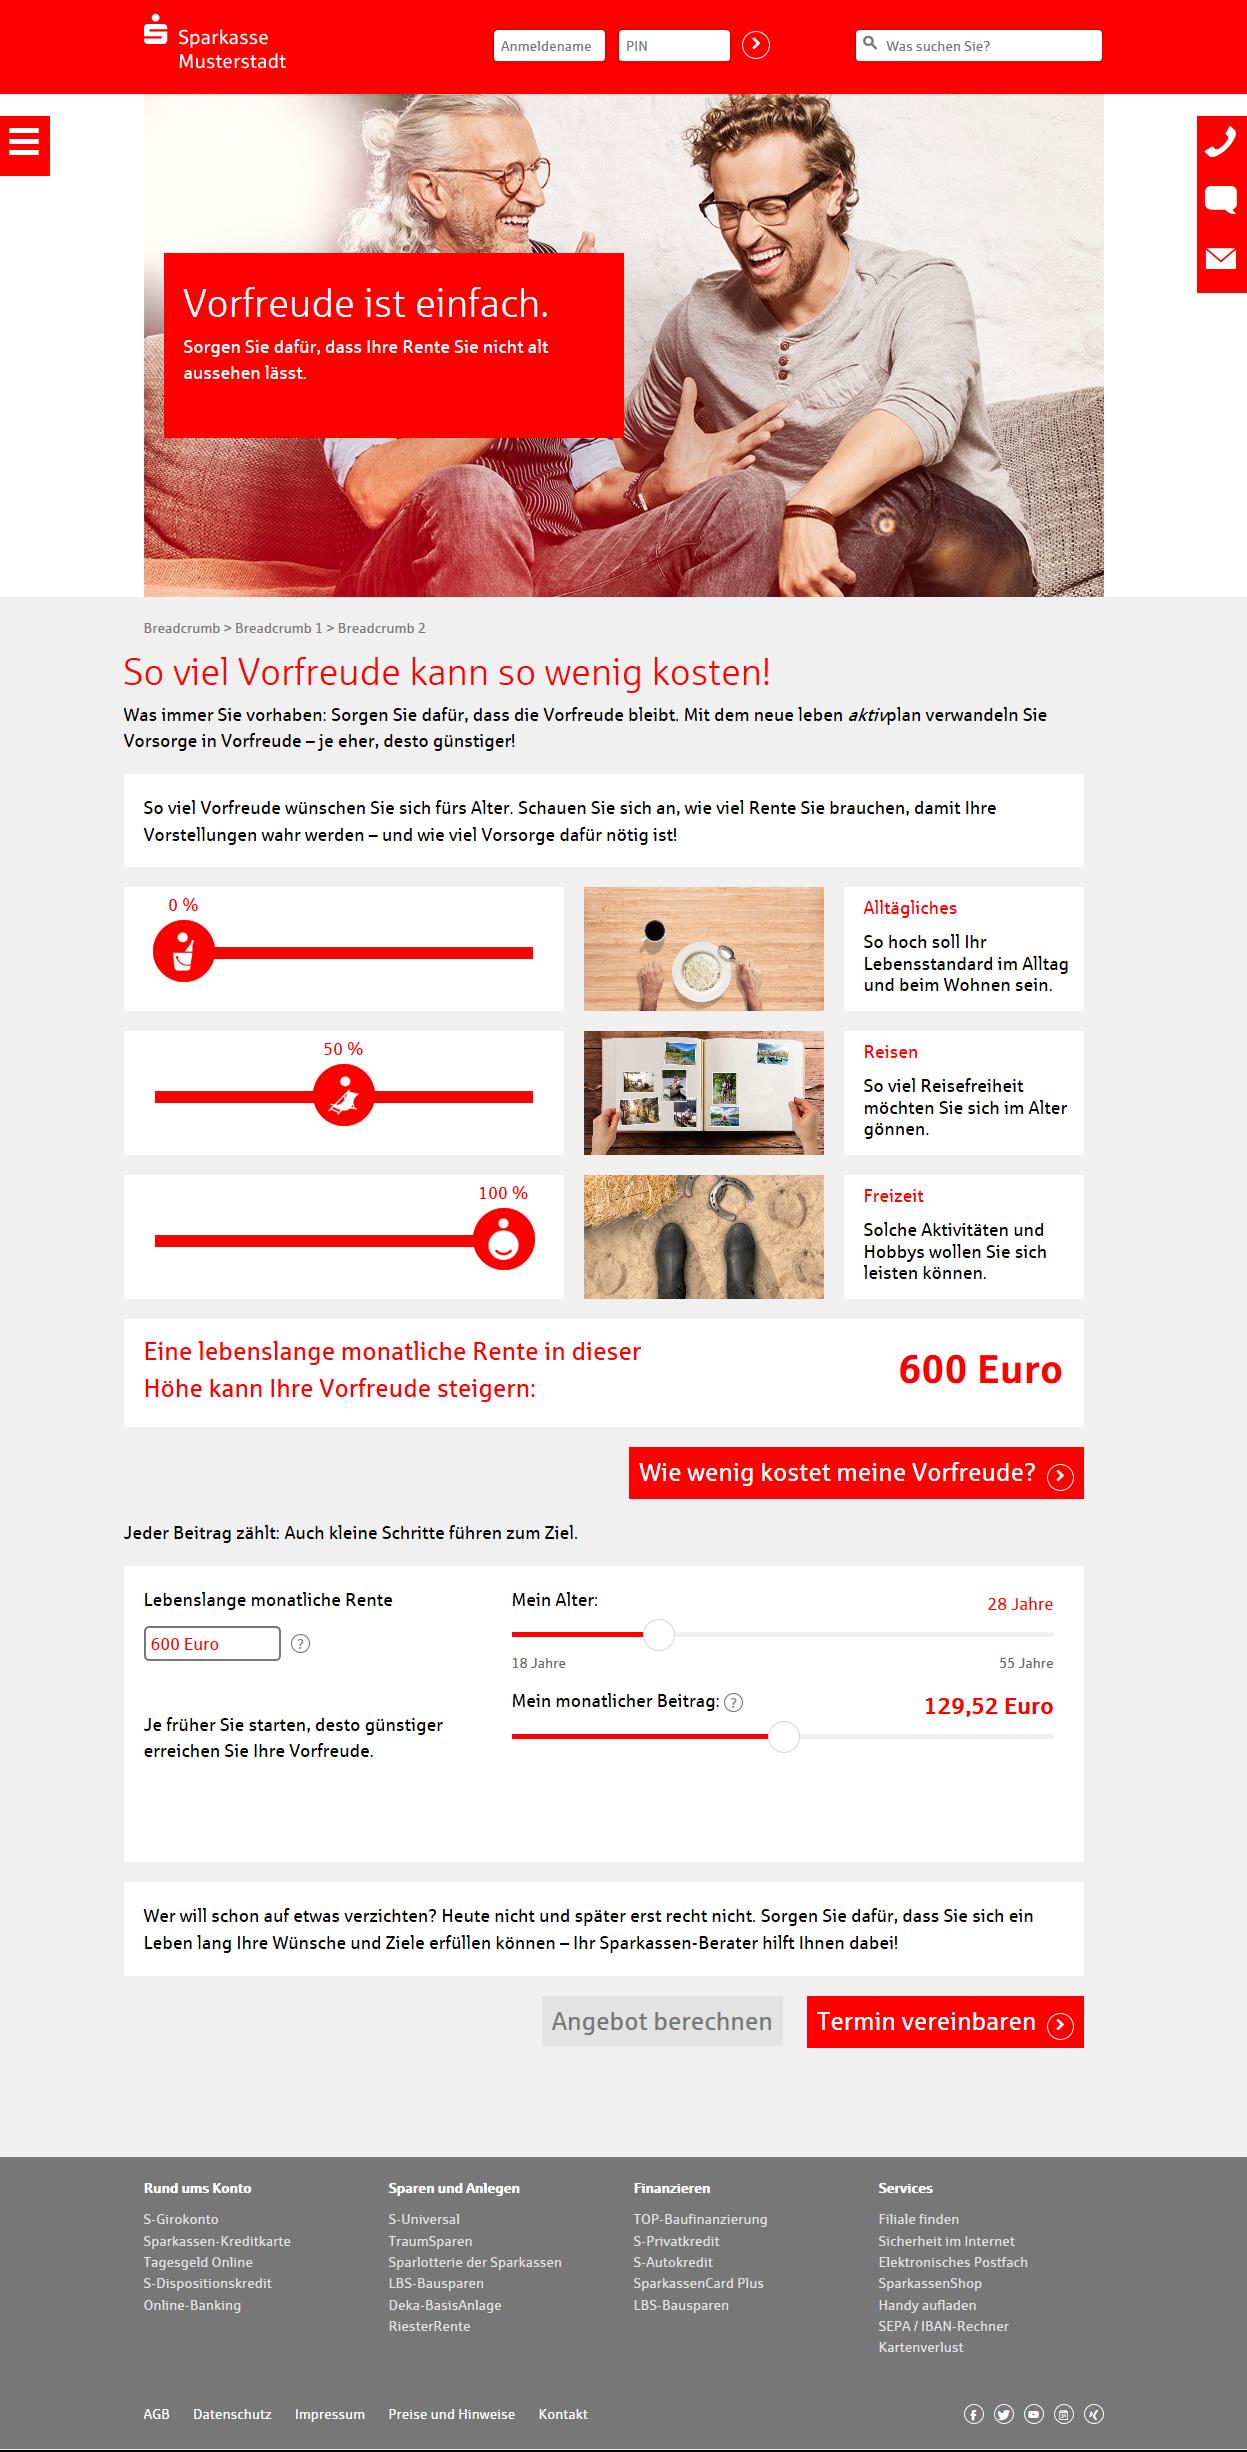 Sparkasse
Musterstadt
Anmeldename
PIN
Was suchen Sie?
Vorfreude ist einfach.
Sorgen Sie dafür, dass Ihre Rente Sie nicht alt
aussehen lässt.
Breadcrumb > Breadcrumb 1 > Breadcrumb 2
So viel Vorfreude kann so wenig kosten!
Was immer Sie vorhaben: Sorgen Sie dafür, dass die Vorfreude bleibt. Mit dem neue leben aktivplan verwandeln Sie
Vorsorge in Vorfreude – je eher, desto günstiger!
So viel Vorfreude wünschen Sie sich fürs Alter. Schauen Sie sich an, wie viel Rente Sie brauchen, damit Ihre
Vorstellungen wahr werden – und wie viel Vorsorge dafür nötig ist!
0 %
Alltägliches
So hoch soll Ihr
Lebensstandard im Alltag
und beim Wohnen sein.
50 %
Reisen
So viel Reisefreiheit
möchten Sie sich im Alter
gönnen.
100 %
Freizeit
Solche Aktivitäten und
Hobbys wollen Sie sich
leisten können.
Eine lebenslange monatliche Rente in dieser
Höhe kann Ihre Vorfreude steigern:
600 Euro
Wie wenig kostet meine Vorfreude?
Jeder Beitrag zählt: Auch kleine Schritte führen zum Ziel.
Lebenslange monatliche Rente
600 Euro
?
Je früher Sie starten, desto günstiger
erreichen Sie Ihre Vorfreude.
Mein Alter:
28 Jahre
18 Jahre
55 Jahre
Mein monatlicher Beitrag: ?
129,52 Euro
Wer will schon auf etwas verzichten? Heute nicht und später erst recht nicht. Sorgen Sie dafür, dass Sie sich ein
Leben lang Ihre Wünsche und Ziele erfüllen können – Ihr Sparkassen-Berater hilft Ihnen dabei!
Angebot berechnen
Termin vereinbaren
Rund ums Konto
S-Girokonto
Sparkassen-Kreditkarte
Tagesgeld Online
S-Dispositionskredit
Online-Banking
Sparen und Anlegen
S-Universal
TraumSparen
Sparlotterie der Sparkassen
LBS-Bausparen
Deka-BasisAnlage
RiesterRente
Finanzieren
TOP-Baufinanzierung
S-Privatkredit
S-Autokredit
SparkassenCard Plus
LBS-Bausparen
Services
Filiale finden
Sicherheit im Internet
Elektronisches Postfach
SparkassenShop
Handy aufladen
SEPA / IBAN-Rechner
Kartenverlust
AGB
Datenschutz
Impressum
Preise und Hinweise
Kontakt